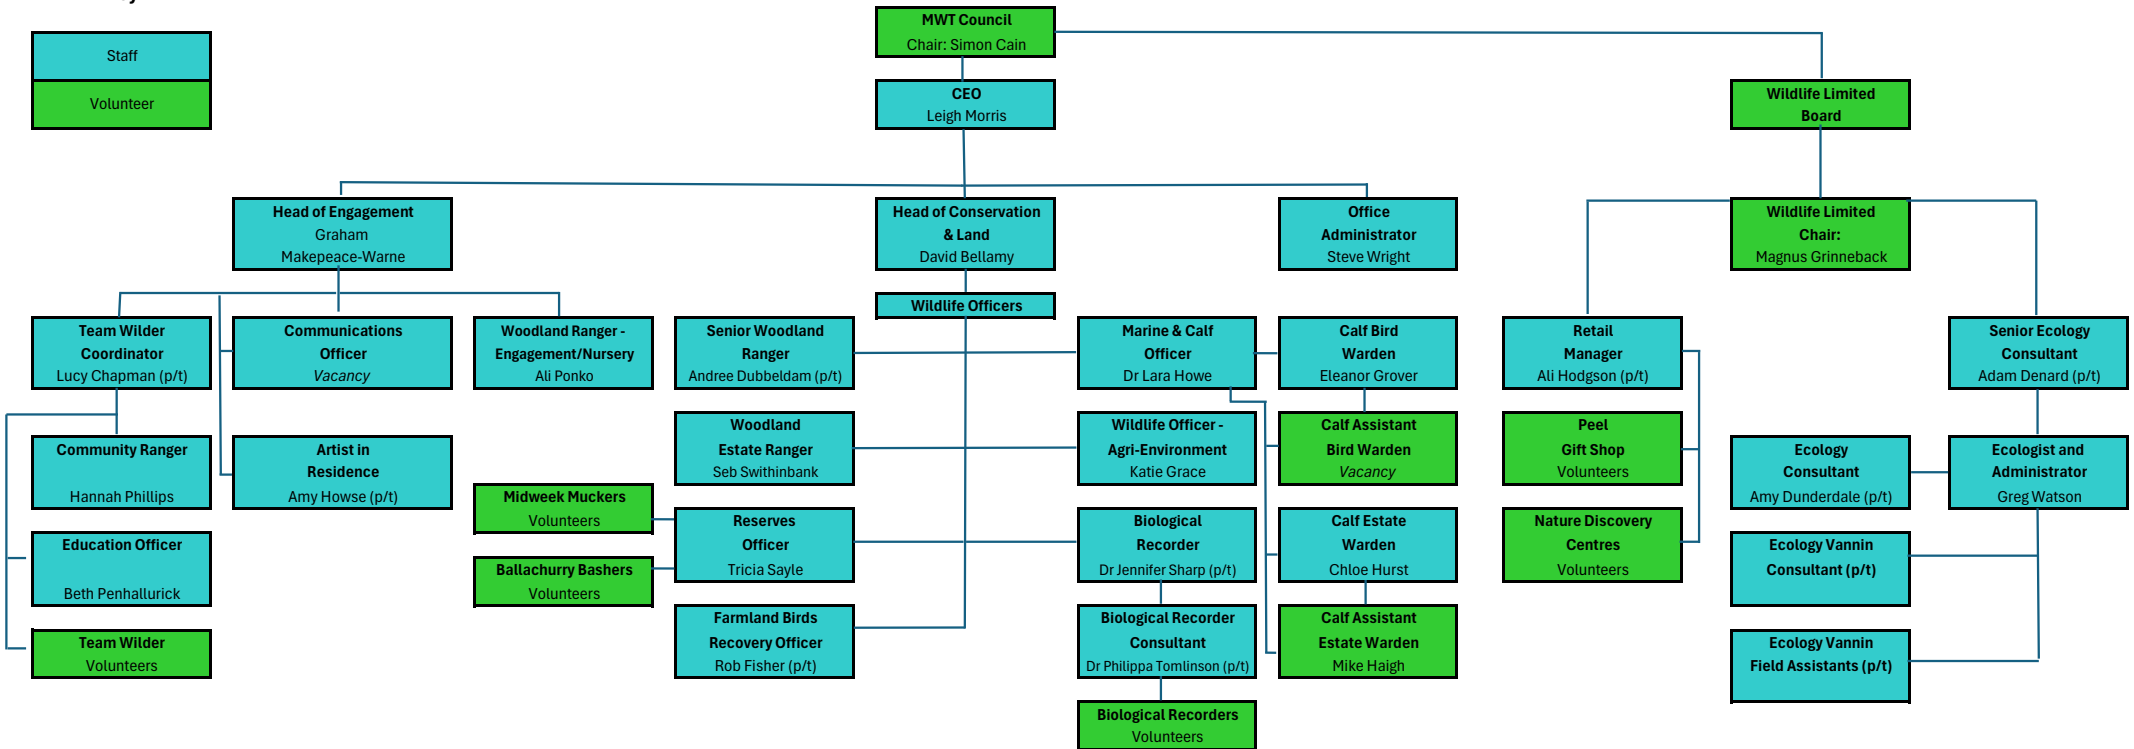 Staff
Volunteer
MWT Council
Chair: Simon Cain
CEO
Leigh Morris
Wildlife Limited
Board
Head of Engagement
Graham
Makepeace-Warne
Head of Conservation
& Land
David Bellamy
Office
Administrator
Steve Wright
Wildlife Limited
Chair:
Magnus Grinneback
Wildlife Officers
Team Wilder
Coordinator
Lucy Chapman (p/t)
Communications
Officer
Vacancy
Woodland Ranger -
Engagement/Nursery
Ali Ponko
Senior Woodland
Ranger
Andree Dubbeldam (p/t)
Marine & Calf
Officer
Dr Lara Howe
Calf Bird
Warden
Eleanor Grover
Retail
Manager
Ali Hodgson (p/t)
Senior Ecology
Consultant
Adam Denard (p/t)
Community Ranger
Hannah Phillips
Artist in
Residence
Amy Howse (p/t)
Woodland
Estate Ranger
Seb Swithinbank
Wildlife Officer -
Agri-Environment
Katie Grace
Calf Assistant
Bird Warden
Vacancy
Peel
Gift Shop
Volunteers
Ecology
Consultant
Amy Dunderdale (p/t)
Ecologist and
Administrator
Greg Watson
Midweek Muckers
Volunteers
Ballachurry Bashers
Volunteers
Reserves
Officer
Tricia Sayle
Biological
Recorder
Dr Jennifer Sharp (p/t)
Calf Estate
Warden
Chloe Hurst
Nature Discovery
Centres
Volunteers
Education Officer
Beth Penhallurick
Ecology Vannin
Consultant (p/t)
Team Wilder
Volunteers
Farmland Birds
Recovery Officer
Rob Fisher (p/t)
Biological Recorder
Consultant
Dr Philippa Tomlinson (p/t)
Calf Assistant
Estate Warden
Mike Haigh
Ecology Vannin
Field Assistants (p/t)
Biological Recorders
Volunteers